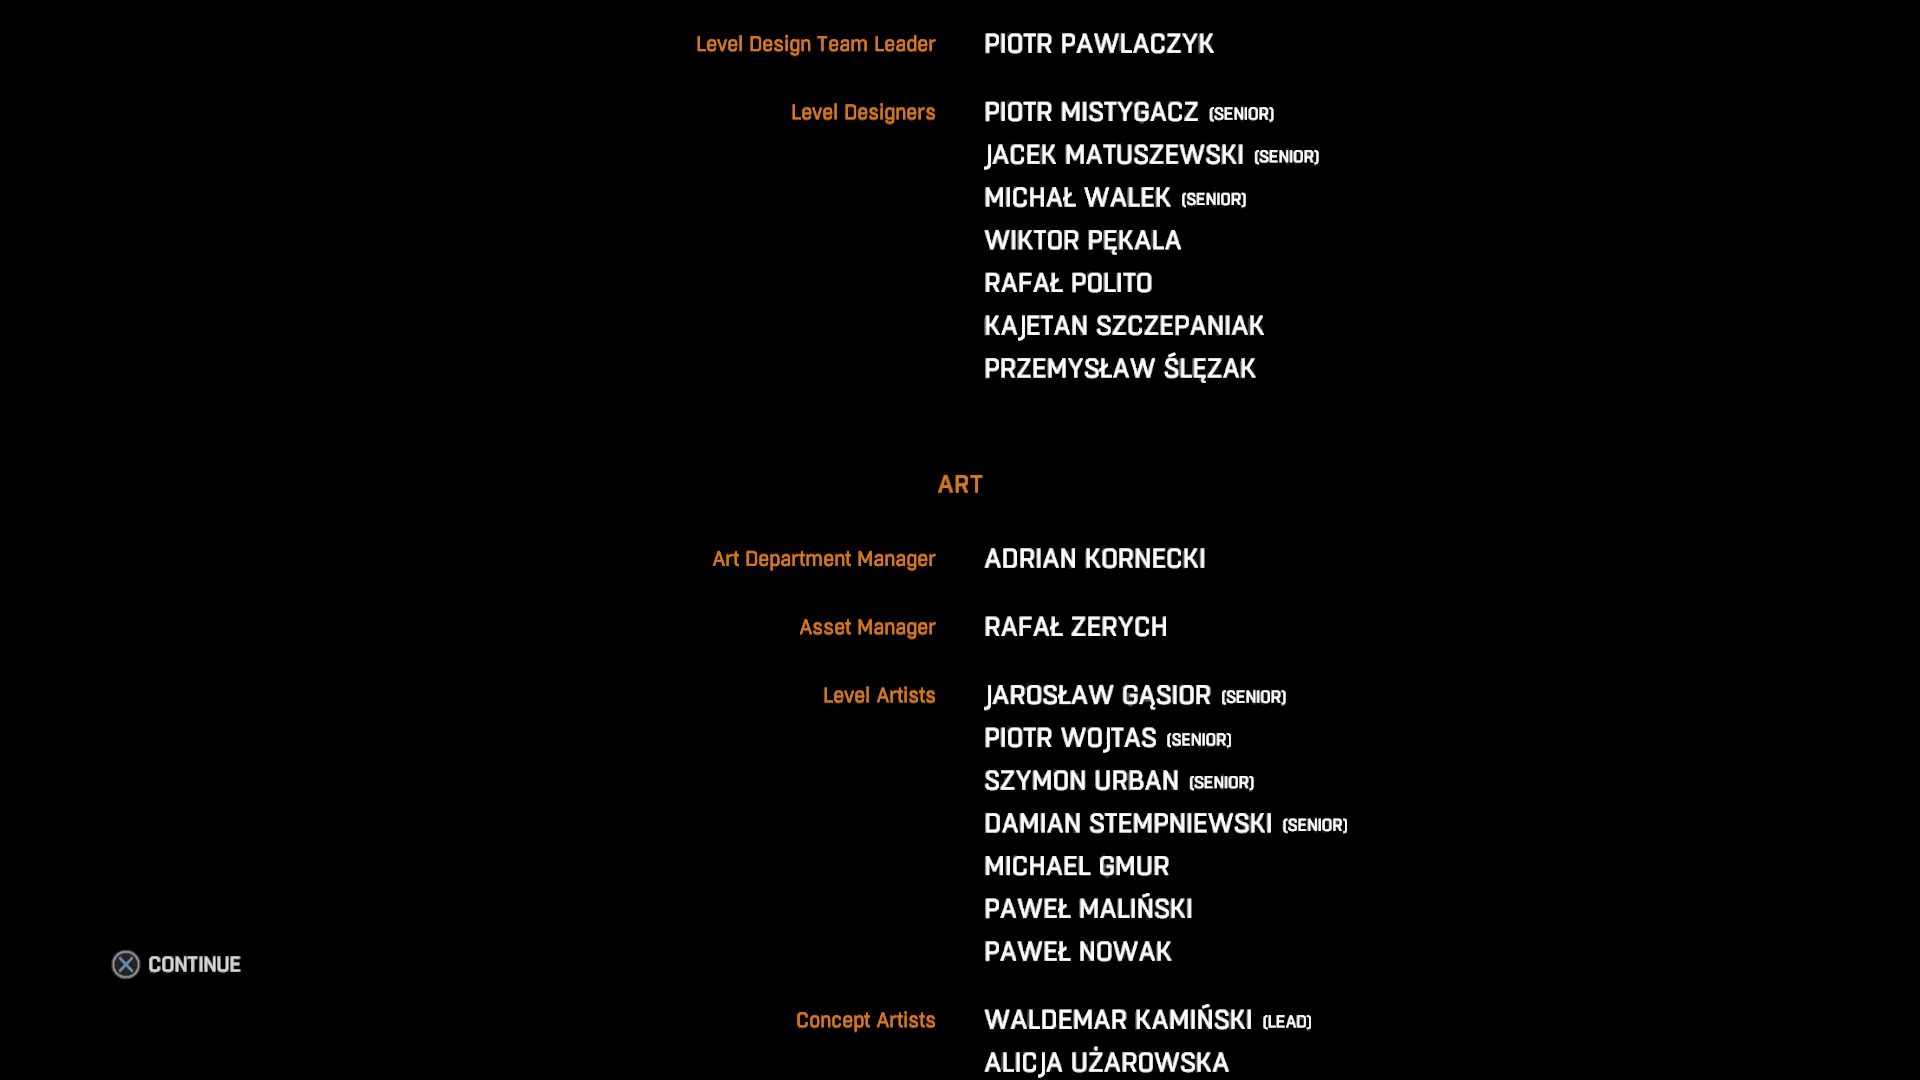 Level Design Team Leader PIOTR PAWLACZYK
Level Designers PIOTR MISTYGACZ (SENIOR)
JACEK MATUSZEWSKI (SENIOR)
MICHAŁ WALEK (SENIOR)
WIKTOR PĘKALA
RAFAŁ POLITO
KAJETAN SZCZEPANIAK
PRZEMYSŁAW ŚLĘZAK
ART
Art Department Manager ADRIAN KORNECKI
Asset Manager RAFAŁ ZERYCH
Level Artists JAROSŁAW GĄSIOR (SENIOR)
PIOTR WOJTAS (SENIOR)
SZYMON URBAN (SENIOR)
DAMIAN STEMPNIEWSKI (SENIOR)
MICHAEL GMUR
PAWEŁ MALIŃSKI
PAWEŁ NOWAK
CONTINUE
Concept Artists WALDEMAR KAMIŃSKI (LEAD)
ALICJA UŻAROWSKA